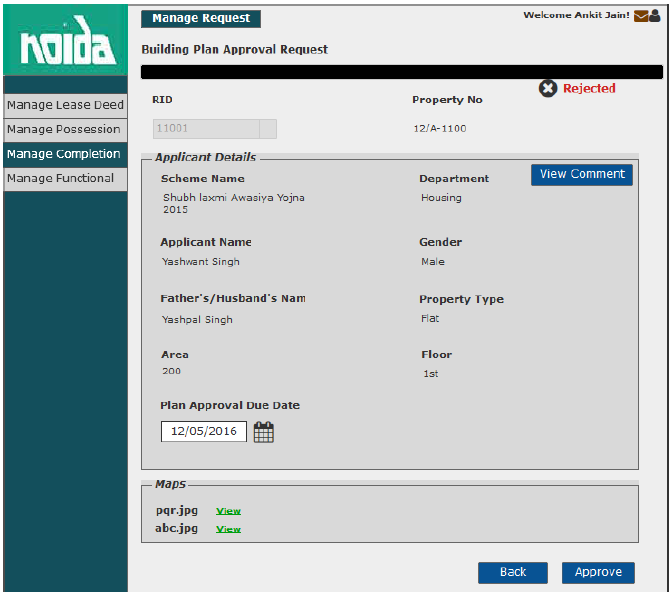 noida
Manage Request
Welcome Ankit Jain!
Building Plan Approval Request
Rejected
Manage Lease Deed
Manage Possession
Manage Completion
Manage Functional
RID
Property No
11001
12/A-1100
Applicant Details
View Comment
Scheme Name
Department
Shubh laxmi Awasiya Yojna
2015
Housing
Applicant Name
Gender
Yashwant Singh
Male
Father's/Husband's Nam
Property Type
Yashpal Singh
Flat
Area
Floor
200
1st
Plan Approval Due Date
12/05/2016
Maps
pqr.jpg View
abc.jpg View
Back
Approve